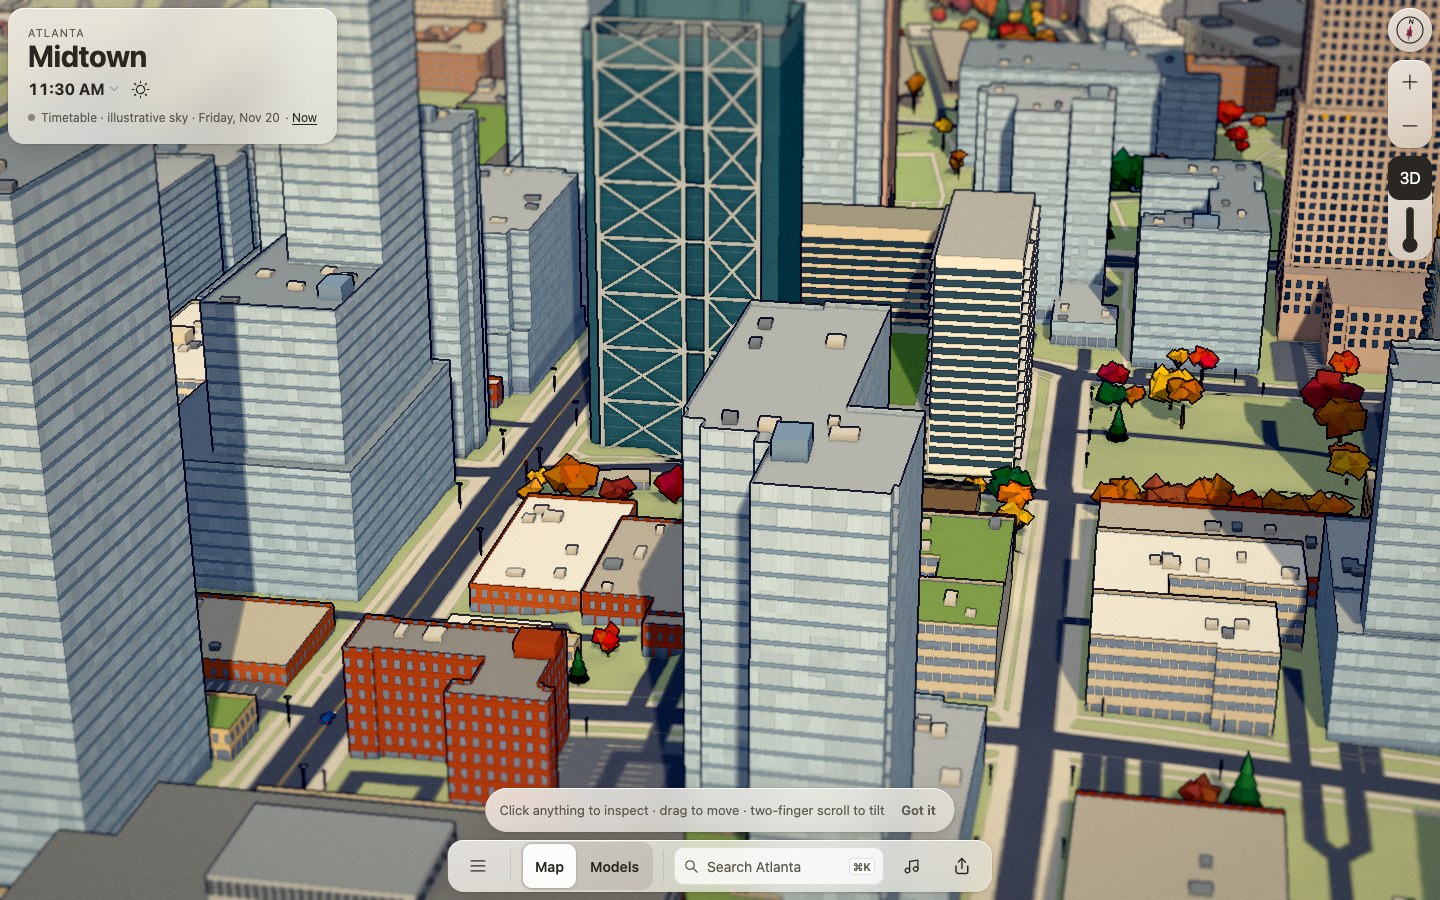 ATLANTA
Midtown
11:30 AM
Timetable · illustrative sky · Friday, Nov 20 · Now
N
3D
Click anything to inspect · drag to move · two-finger scroll to tilt Got it
Map Models Search Atlanta ⌘K